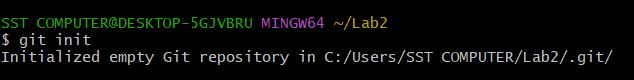 SST COMPUTER@DESKTOP-5GJVBRU MINGW64 ~/Lab2
$ git init
Initialized empty Git repository in C:/Users/SST COMPUTER/Lab2/.git/